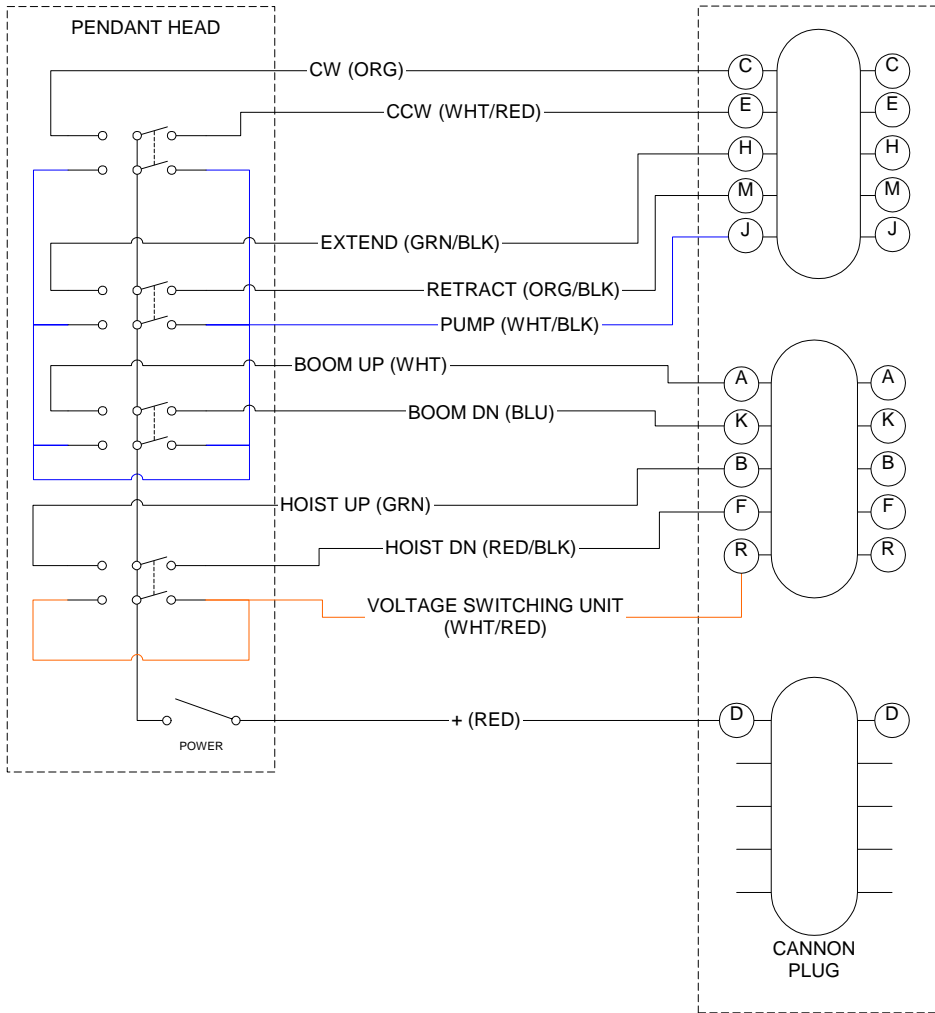 PENDANT HEAD
CW (ORG)
C
C
CCW (WHT/RED)
E
E
H
H
M
M
EXTEND (GRN/BLK)
J
J
RETRACT (ORG/BLK)
PUMP (WHT/BLK)
BOOM UP (WHT)
A
A
BOOM DN (BLU)
K
K
B
B
HOIST UP (GRN)
F
F
HOIST DN (RED/BLK)
R
R
VOLTAGE SWITCHING UNIT
(WHT/RED)
+ (RED)
D
D
POWER
CANNON
PLUG